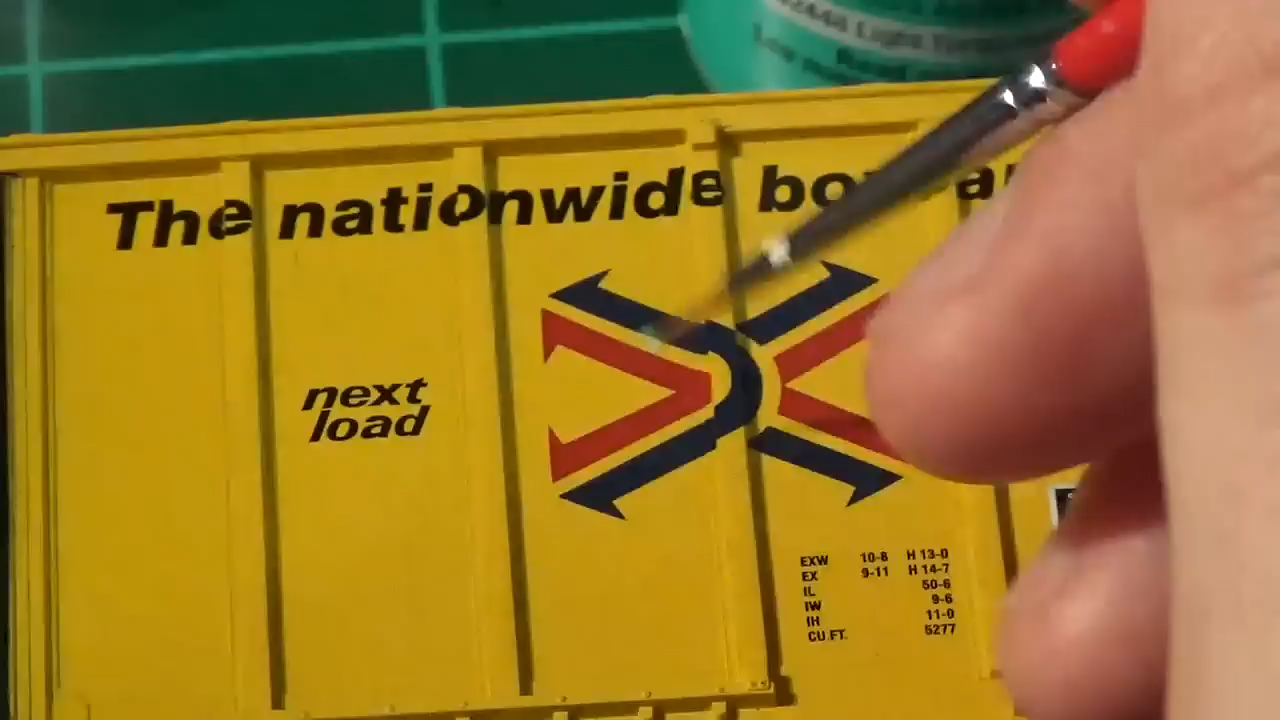 Light
The nationwide
next
load
EXW 10-8 H 13-0
EX 9-11 H 14-7
IL 50-6
IW 9-6
IH 11-0
CU.FT. 5277